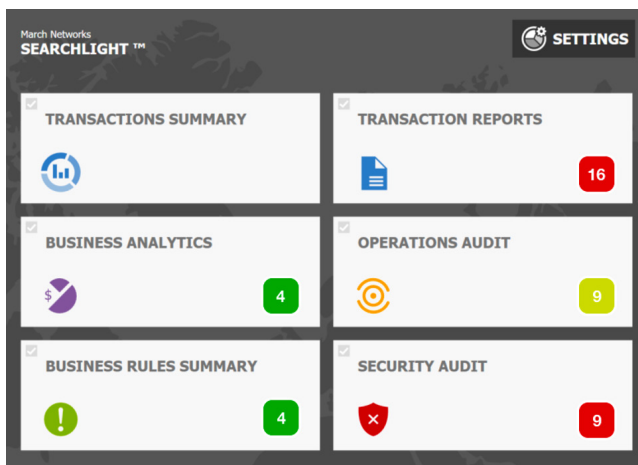 March Networks
SEARCHLIGHT ™
SETTINGS
TRANSACTIONS SUMMARY
TRANSACTION REPORTS
16
BUSINESS ANALYTICS
$
4
OPERATIONS AUDIT
9
BUSINESS RULES SUMMARY
!
4
SECURITY AUDIT
9